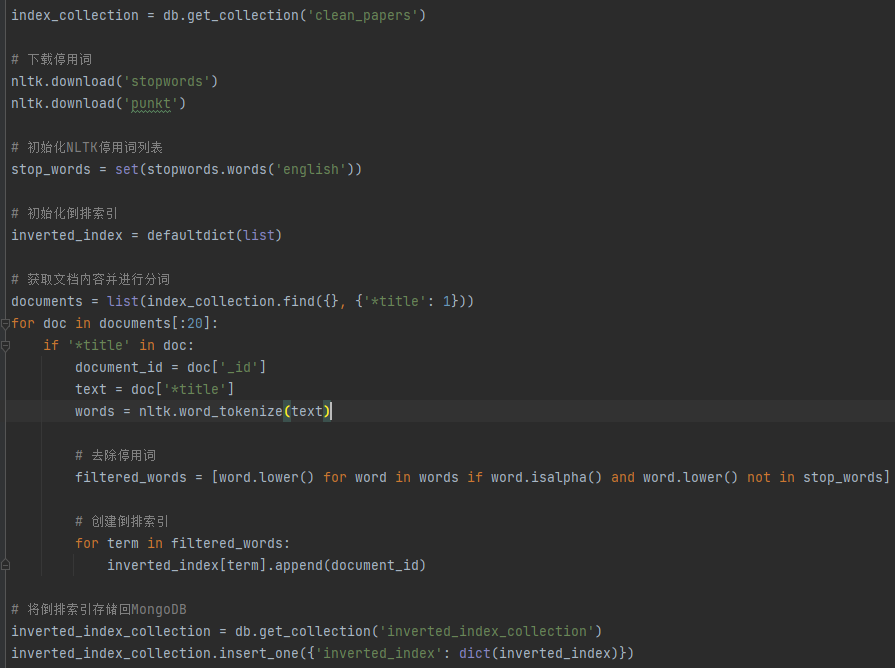 index_collection = db.get_collection('clean_papers')
# 下载停用词
nltk.download('stopwords')
nltk.download('punkt')
# 初始化NLTK停用词列表
stop_words = set(stopwords.words('english'))
# 初始化倒排索引
inverted_index = defaultdict(list)
# 获取文档内容并进行分词
documents = list(index_collection.find({}, {'*title': 1}))
for doc in documents[:20]:
    if '*title' in doc:
        document_id = doc['_id']
        text = doc['*title']
        words = nltk.word_tokenize(text)
        # 去除停用词
        filtered_words = [word.lower() for word in words if word.isalpha() and word.lower() not in stop_words]
        # 创建倒排索引
        for term in filtered_words:
            inverted_index[term].append(document_id)
# 将倒排索引存储回MongoDB
inverted_index_collection = db.get_collection('inverted_index_collection')
inverted_index_collection.insert_one({'inverted_index': dict(inverted_index)})